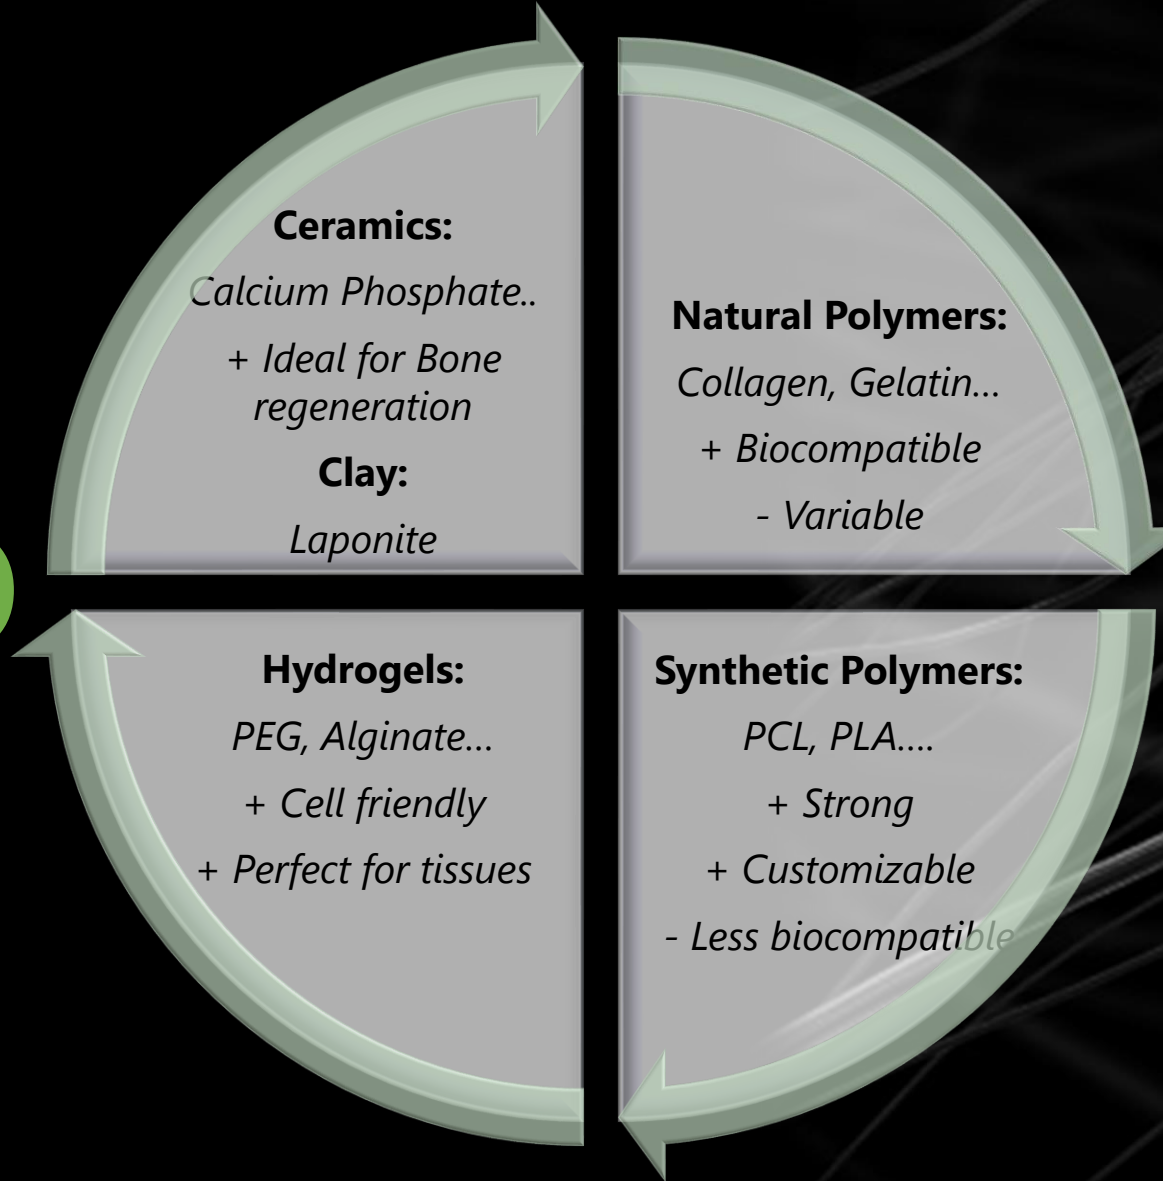 Ceramics:
Calcium Phosphate..
+ Ideal for Bone
regeneration
Clay:
Laponite
Natural Polymers:
Collagen, Gelatin...
+ Biocompatible
- Variable
Hydrogels:
PEG, Alginate...
+ Cell friendly
+ Perfect for tissues
Synthetic Polymers:
PCL, PLA....
+ Strong
+ Customizable
- Less biocompatible